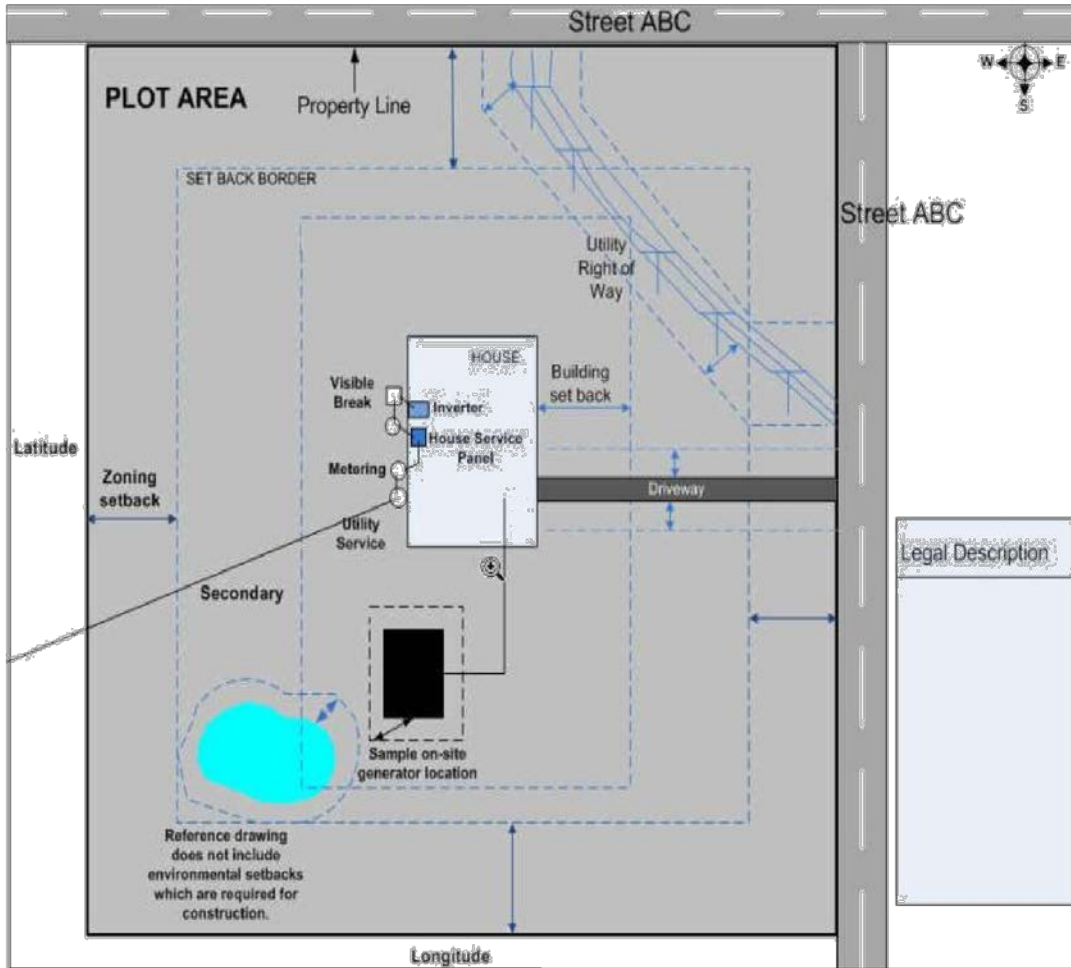 Street ABC
W
E
S
PLOT AREA
Property Line
SET BACK BORDER
Street ABC
Utility
Right of
Way
HOUSE
Visible
Break
Inverter
Building
set back
House Service
Panel
Latitude
Metering
Zoning
setback
Driveway
Utility
Service
Legal Description
Secondary
Sample on-site
generator location
Reference drawing
does not include
environmental setbacks
which are required for
construction.
Longitude